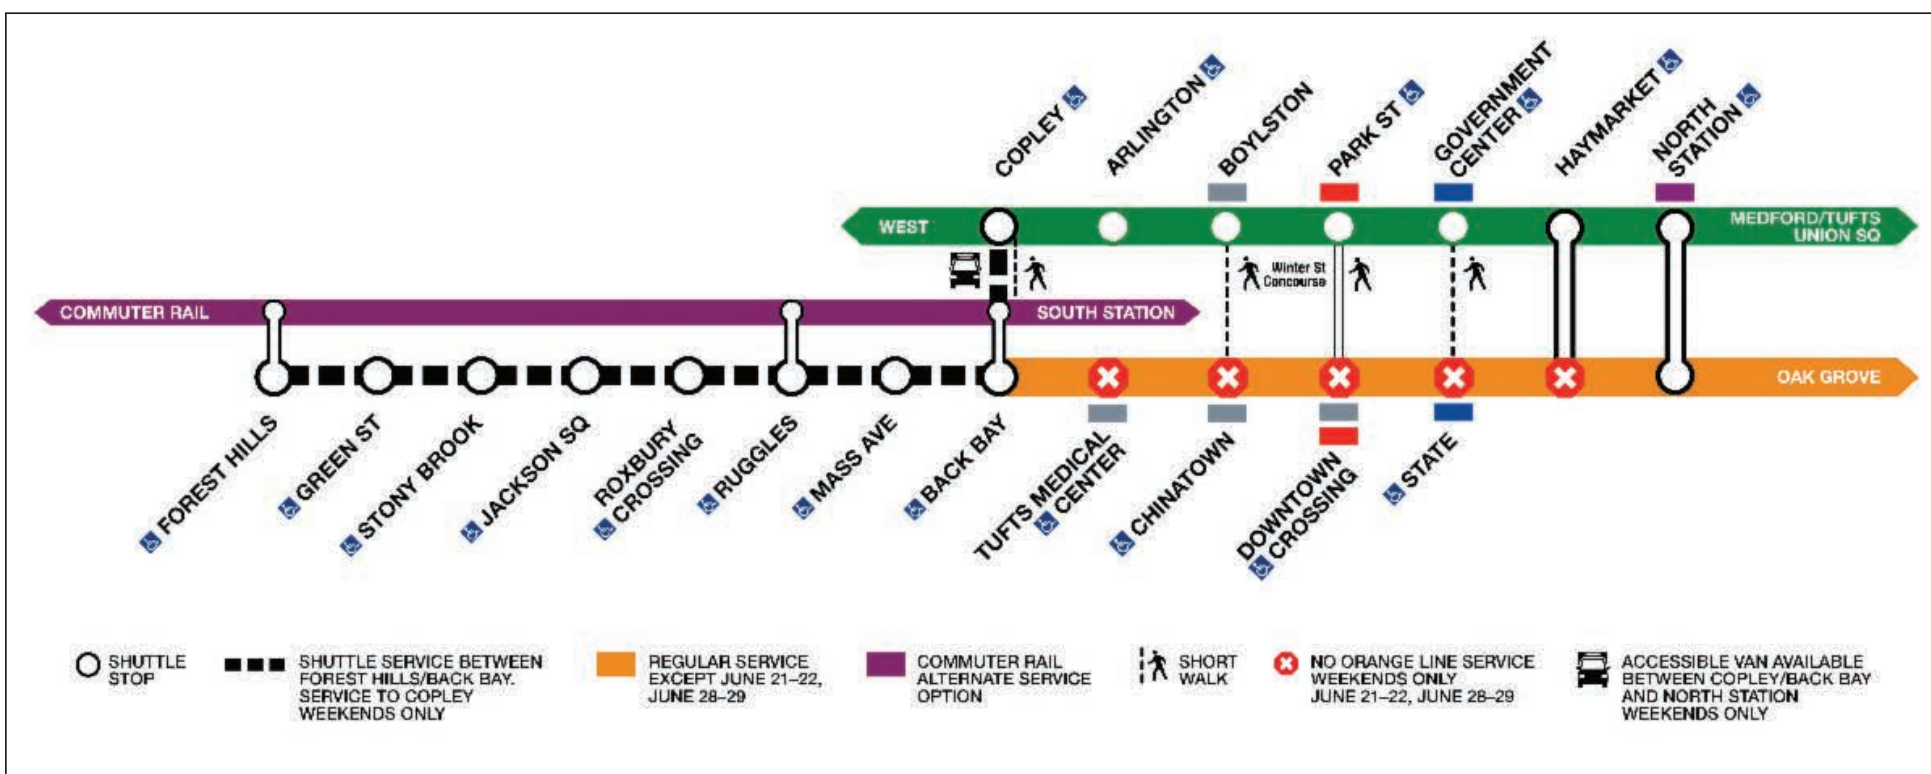 COPLEY
ARLINGTON
BOYLSTON
PARK ST
GOVERNMENT
CENTER
HAYMARKET
NORTH
STATION
WEST
MEDFORD/TUFTS
UNION SQ
Winter St
Concourse
COMMUTER RAIL
SOUTH STATION
OAK GROVE
FOREST HILLS
GREEN ST
STONY BROOK
JACKSON SQ
ROXBURY
CROSSING
RUGGLES
MASS AVE
BACK BAY
TUFTS MEDICAL
CENTER
CHINATOWN
DOWNTOWN
CROSSING
STATE
SHUTTLE
STOP
SHUTTLE SERVICE BETWEEN
FOREST HILLS/BACK BAY.
SERVICE TO COPLEY
WEEKENDS ONLY
REGULAR SERVICE
EXCEPT JUNE 21–22,
JUNE 28–29
COMMUTER RAIL
ALTERNATE SERVICE
OPTION
SHORT
WALK
NO ORANGE LINE SERVICE
WEEKENDS ONLY
JUNE 21–22, JUNE 28–29
ACCESSIBLE VAN AVAILABLE
BETWEEN COPLEY/BACK BAY
AND NORTH STATION
WEEKENDS ONLY